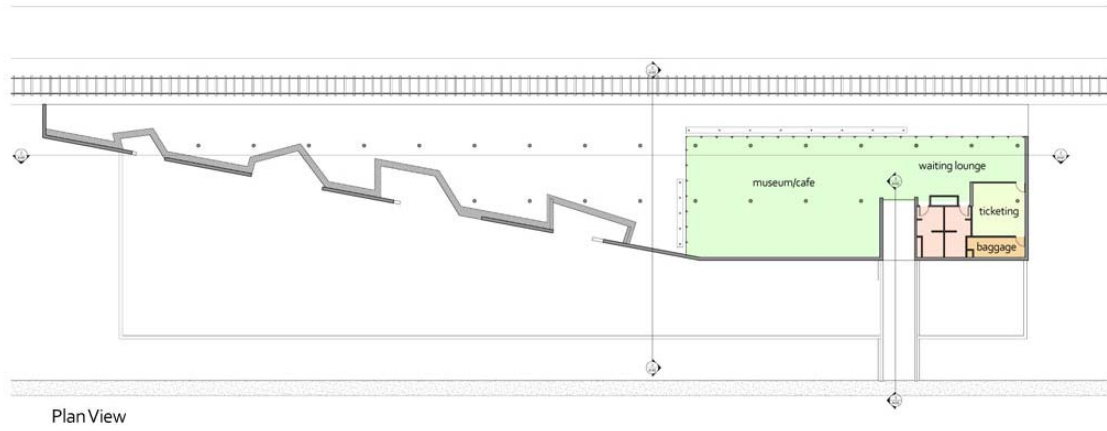 waiting lounge
museum/cafe
ticketing
baggage
Plan View